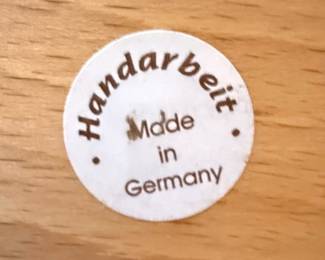 • Handarbeit •
Made
in
Germany